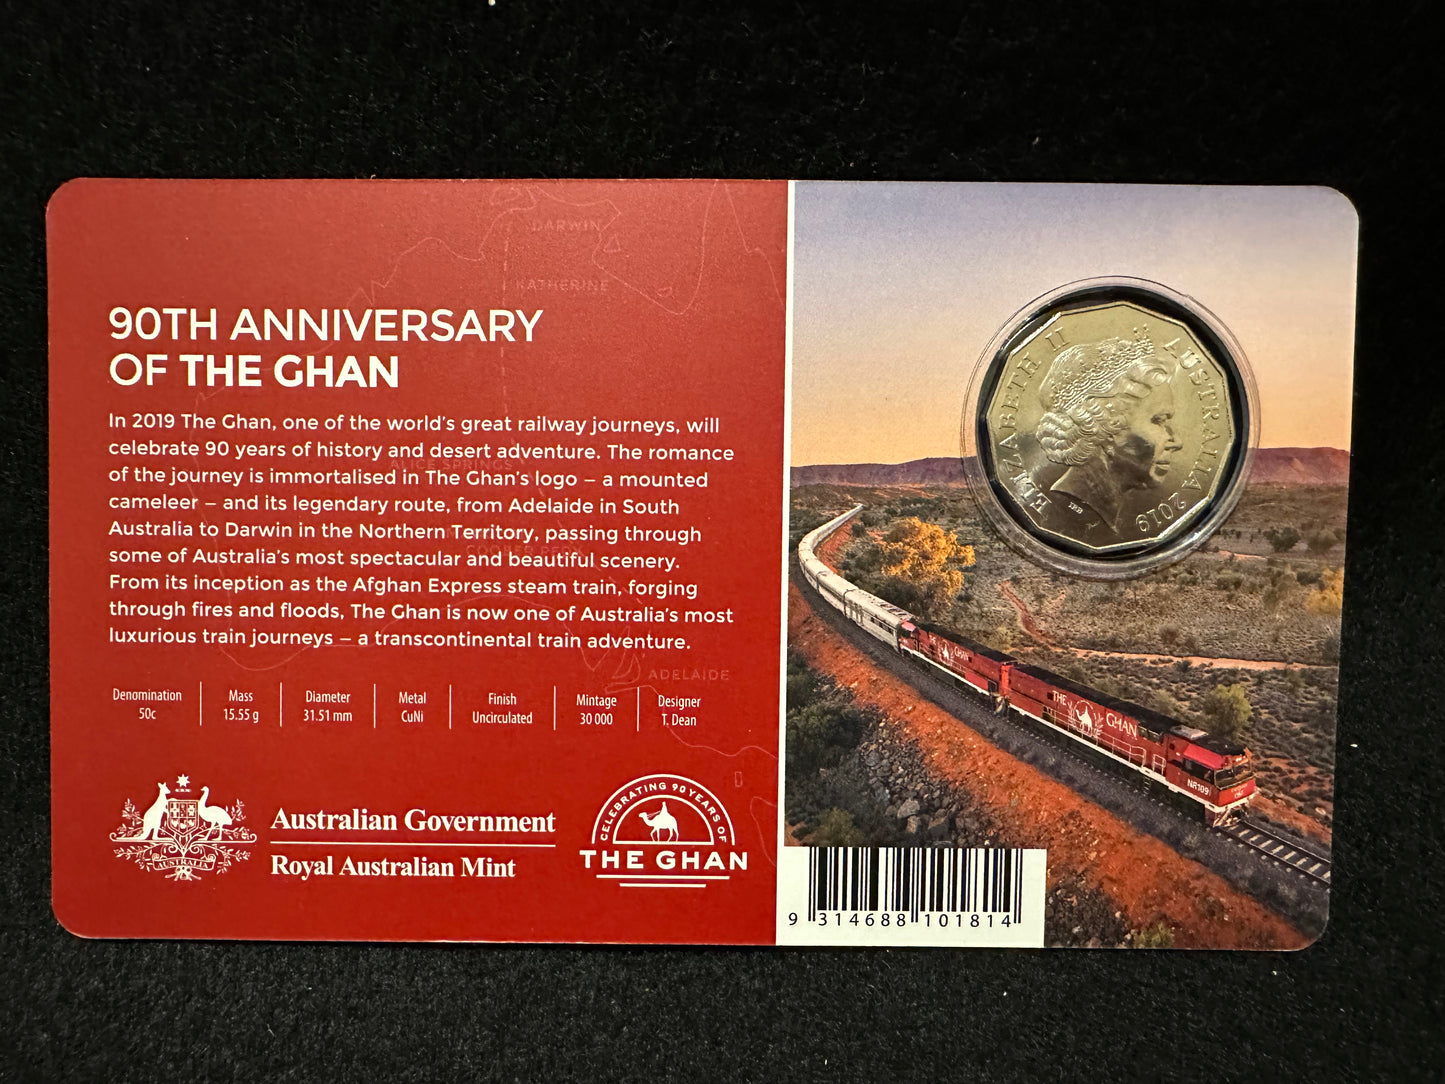 DARWIN
KATHERINE
90TH ANNIVERSARY
OF THE GHAN
In 2019 The Ghan, one of the world's great railway journeys, will
celebrate 90 years of history and desert adventure. The romance
of the journey is immortalised in The Ghan's logo – a mounted
cameleer – and its legendary route, from Adelaide in South
Australia to Darwin in the Northern Territory, passing through
some of Australia's most spectacular and beautiful scenery.
From its inception as the Afghan Express steam train, forging
through fires and floods, The Ghan is now one of Australia's most
luxurious train journeys – a transcontinental train adventure.
ALICE SPRINGS
COOBER PEDY
ADELAIDE
Denomination
50c
Mass
15.55 g
Diameter
31.51 mm
Metal
CuNi
Finish
Uncirculated
Mintage
30 000
Designer
T. Dean
AUSTRALIA
Australian Government
Royal Australian Mint
CELEBRATING 90 YEARS OF
THE GHAN
ELIZABETH II
AUSTRALIA 2019
IRB
GHAN
THE GHAN
NR109
9 314688 101814